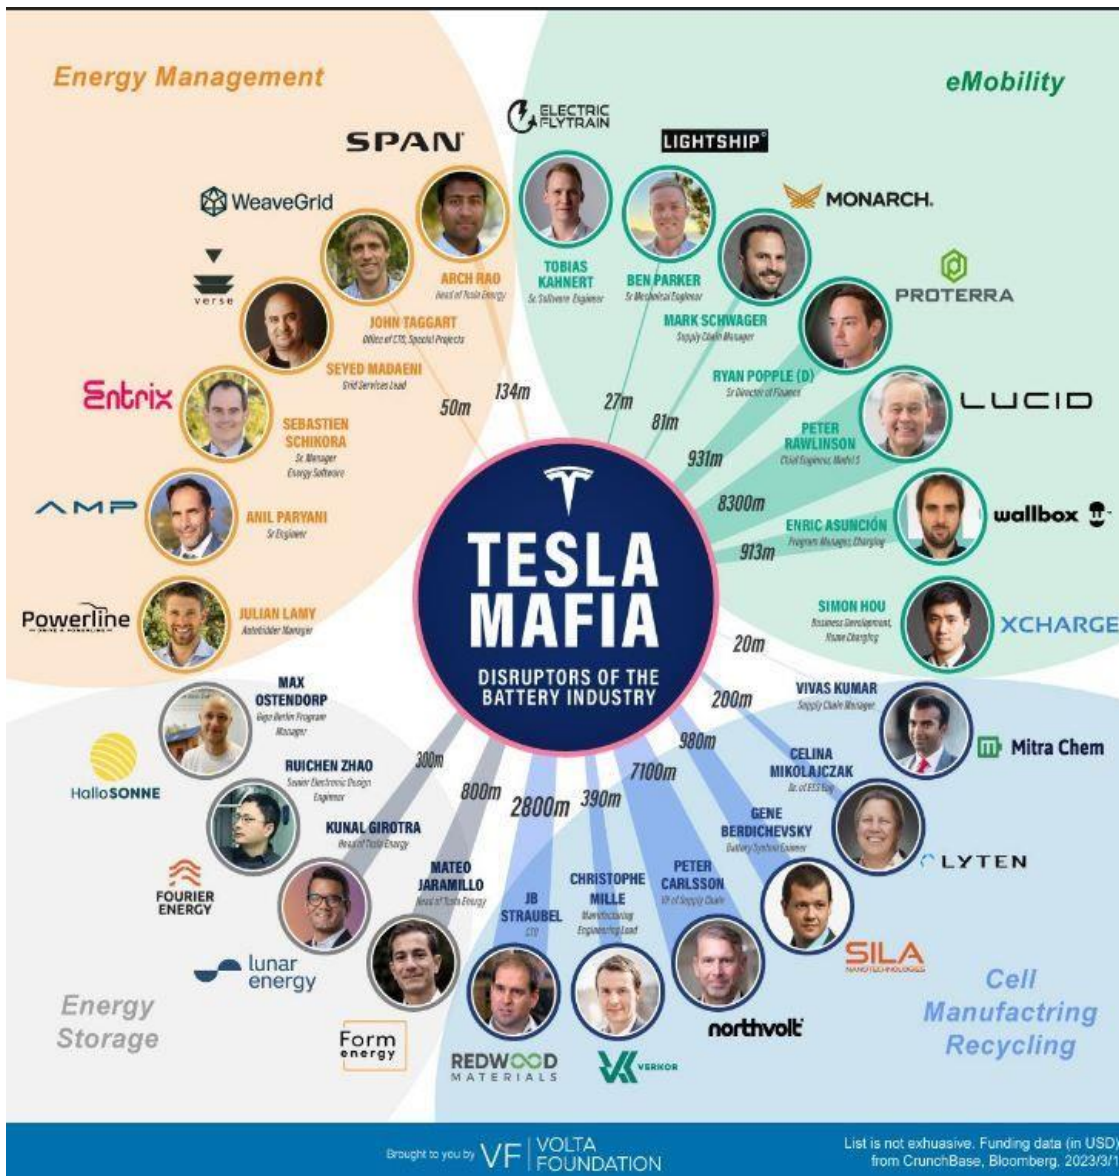 Energy Management
eMobility
ELECTRIC
FLYTRAIN
SPAN
LIGHTSHIP
WeaveGrid
MONARCH.
verse
PROTERRA
ARCH RAO
Head of Tesla Energy
TOBIAS
KAHNERT
Sr. Software Engineer
BEN PARKER
Sr Mechanical Engineer
JOHN TAGGART
Office of CTO, Special Projects
MARK SCHWAGER
Supply Chain Manager
SEYED MADAENI
Grid Services Lead
RYAN POPPLE (D)
Sr Director of Finance
Entrix
LUCID
SEBASTIEN
SCHIKORA
Sr. Manager
Energy Software
PETER
RAWLINSON
Chief Engineer, Model S
50m
134m
27m
81m
931m
8300m
913m
AMP
ANIL PARYANI
Sr Engineer
ENRIC ASUNCIÓN
Program Manager, Charging
wallbox
TESLA
MAFIA
DISRUPTORS OF THE
BATTERY INDUSTRY
Powerline
JULIAN LAMY
Autobidder Manager
SIMON HOU
Business Development,
Home Charging
XCHARGE
20m
200m
980m
7100m
390m
2800m
800m
300m
MAX
OSTENDORP
Giga Berlin Program
Manager
VIVAS KUMAR
Supply Chain Manager
Mitra Chem
HalloSONNE
RUICHEN ZHAO
Senior Electronic Design
Engineer
CELINA
MIKOLAJCZAK
LYTEN
KUNAL GIROTRA
Head of Tesla Energy
GENE
BERDICHEVSKY
FOURIER
ENERGY
MATEO
JARAMILLO
Head of Tesla Energy
JB
STRAUBEL
CTO
CHRISTOPHE
MILLE
Manufacturing
Engineering Lead
PETER
CARLSSON
VP of Supply Chain
lunar
energy
SILA
NANOTECHNOLOGIES
Energy
Storage
Form
energy
REDWOOD
MATERIALS
VERKOR
northvolt
Cell
Manufactring
Recycling
Brought to you by VF VOLTA
FOUNDATION
List is not exhuasive. Funding data (in USD)
from CrunchBase, Bloomberg. 2023/3/